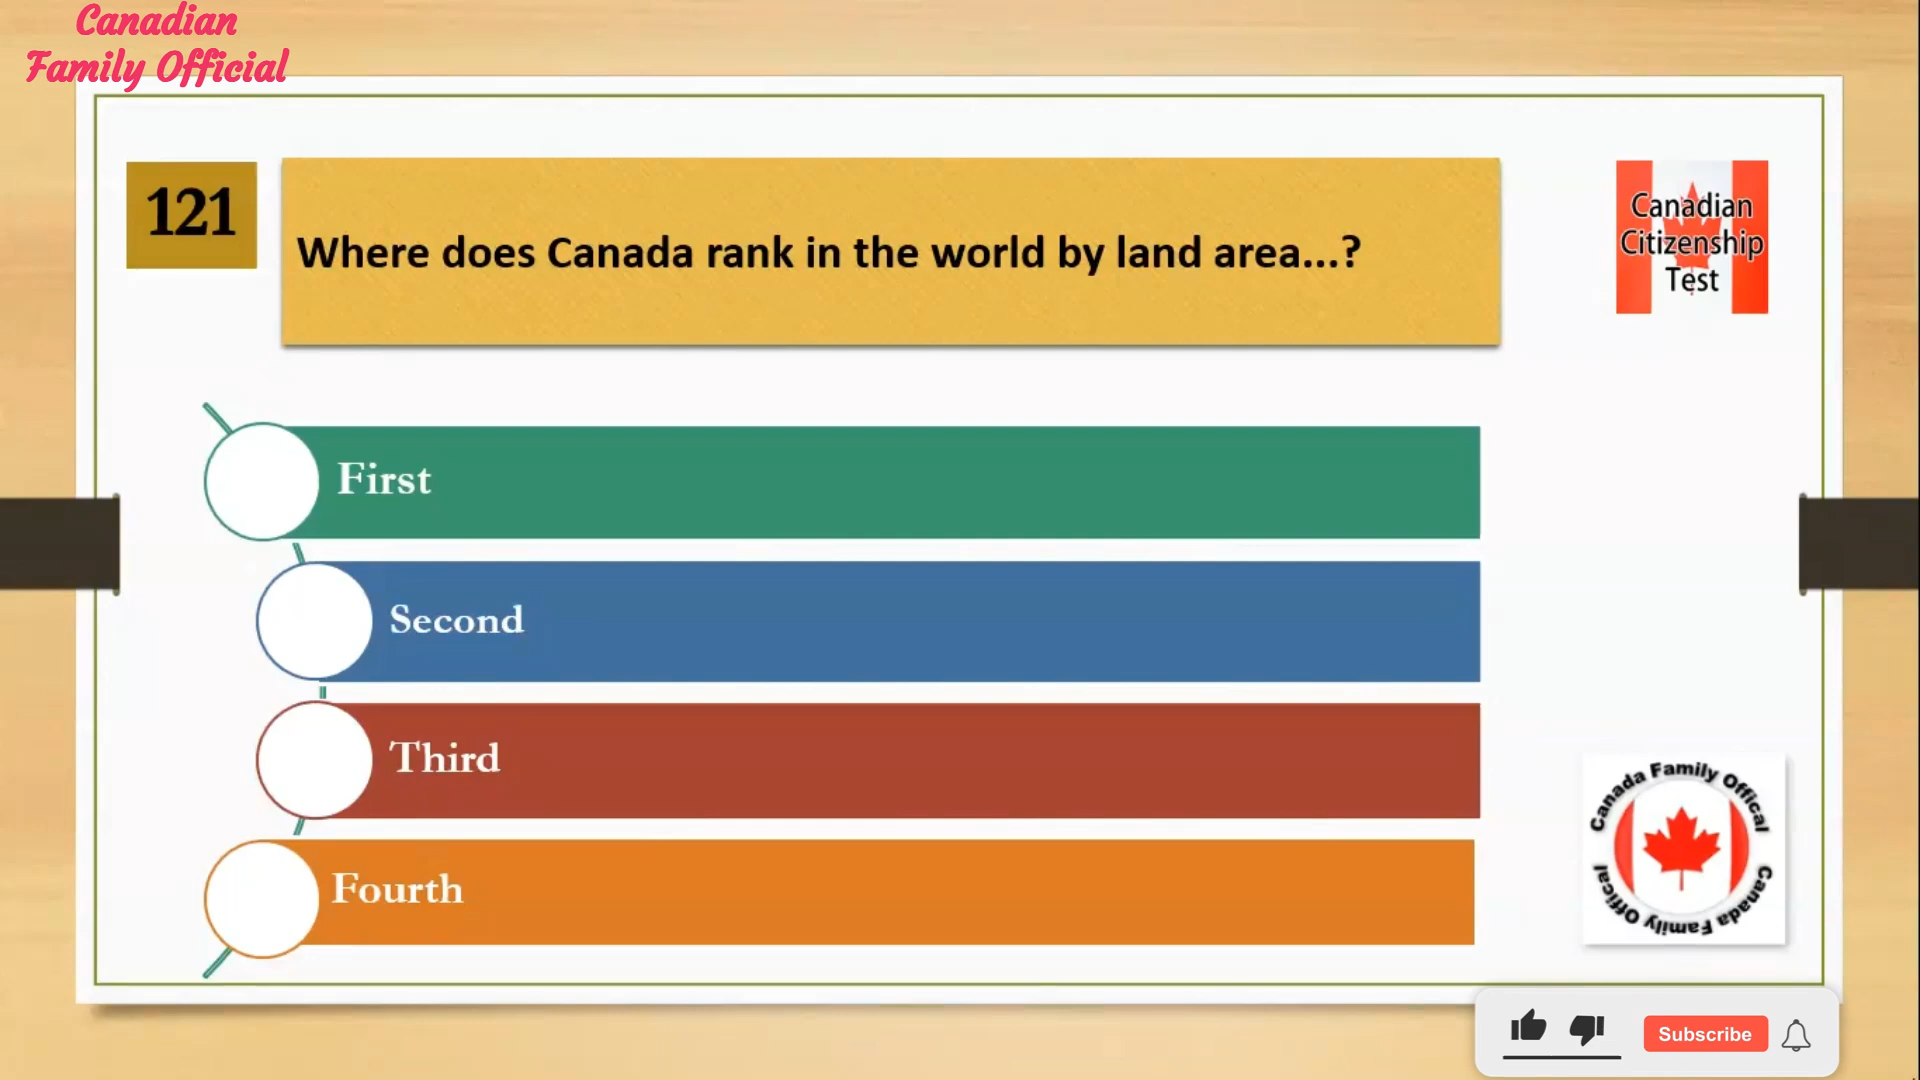 Canadian
Family Official
121
Where does Canada rank in the world by land area...?
Canadian
Citizenship
Test
First
Second
Third
Fourth
Canada Family Offical
Canada Family Official
Subscribe